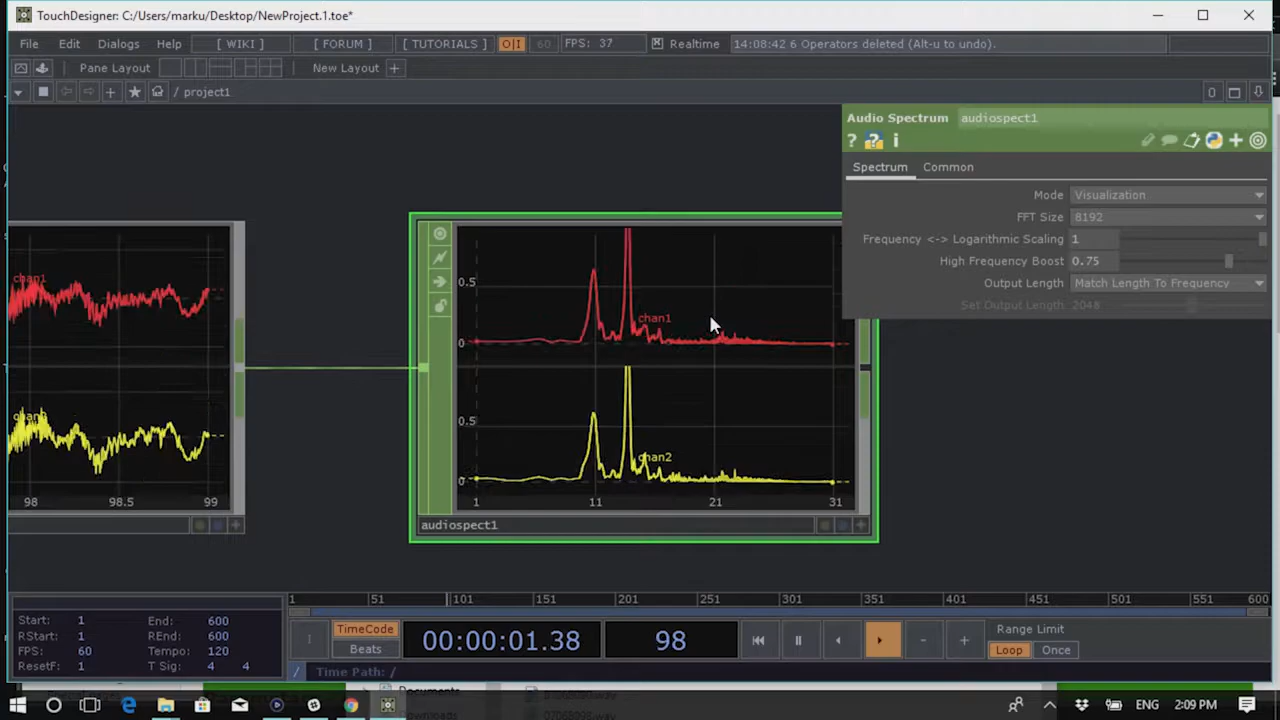 TouchDesigner: C:/Users/marku/Desktop/NewProject.1.toe*
File Edit Dialogs Help [ WIKI ] [ FORUM ] [ TUTORIALS ] O|I 60 FPS: 37 Realtime 14:08:42 6 Operators deleted (Alt-u to undo).
Pane Layout New Layout +
/ project1 0
Audio Spectrum audiospect1
? ? i
Spectrum Common
Mode Visualization
FFT Size 8192
Frequency <-> Logarithmic Scaling 1
High Frequency Boost 0.75
Output Length Match Length To Frequency
Set Output Length 2048
chan1
98 98.5 99
0.5
chan1
0
0.5
chan2
0
1 11 21 31
audiospect1
1 51 101 151 201 251 301 351 401 451 501 551 600
Start: 1 End: 600
RStart: 1 REnd: 600
FPS: 60 Tempo: 120
ResetF: 1 T Sig: 4 4
TimeCode
Beats
00:00:01.38 98
Range Limit
Loop Once
/ Time Path: /
Documents
Downloads
07060998.wav
ENG 2:09 PM